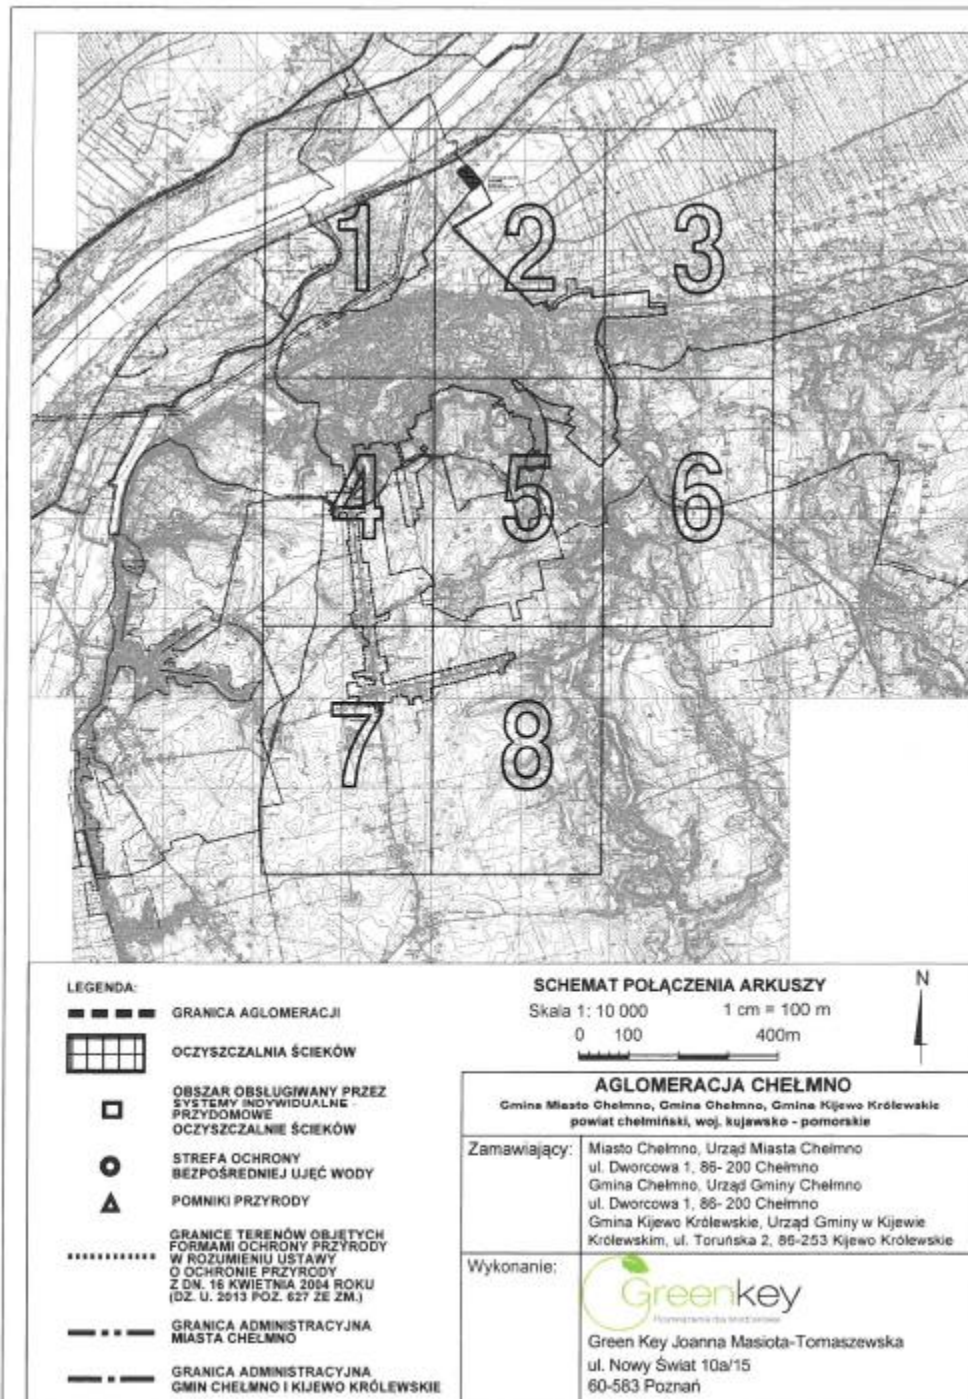 1
2
3
4
5
6
7
8
LEGENDA:
GRANICA AGLOMERACJI
OCZYSZCZALNIA ŚCIEKÓW
OBSZAR OBSŁUGIWANY PRZEZ
SYSTEMY INDYWIDUALNE -
PRZYDOMOWE
OCZYSZCZALNIE ŚCIEKÓW
STREFA OCHRONY
BEZPOŚREDNIEJ UJĘĆ WODY
POMNIKI PRZYRODY
GRANICE TERENÓW OBJĘTYCH
FORMAMI OCHRONY PRZYRODY
W ROZUMIENIU USTAWY
O OCHRONIE PRZYRODY
Z DN. 16 KWIETNIA 2004 ROKU
(DZ. U. 2013 POZ. 627 ZE ZM.)
GRANICA ADMINISTRACYJNA
MIASTA CHEŁMNO
GRANICA ADMINISTRACYJNA
GMIN CHEŁMNO I KIJEWO KRÓLEWSKIE
SCHEMAT POŁĄCZENIA ARKUSZY
Skala 1: 10 000 1 cm = 100 m
0 100 400m
N
AGLOMERACJA CHEŁMNO
Gmina Miasto Chełmno, Gmina Chełmno, Gmina Kijewo Królewskie
powiat chełmiński, woj. kujawsko - pomorskie
Zamawiający:
Miasto Chełmno, Urząd Miasta Chełmno
ul. Dworcowa 1, 86- 200 Chełmno
Gmina Chełmno, Urząd Gminy Chełmno
ul. Dworcowa 1, 86- 200 Chełmno
Gmina Kijewo Królewskie, Urząd Gminy w Kijewie
Królewskim, ul. Toruńska 2, 86-253 Kijewo Królewskie
Wykonanie:
Greenkey
Green Key Joanna Masiota-Tomaszewska
ul. Nowy Świat 10a/15
60-583 Poznań